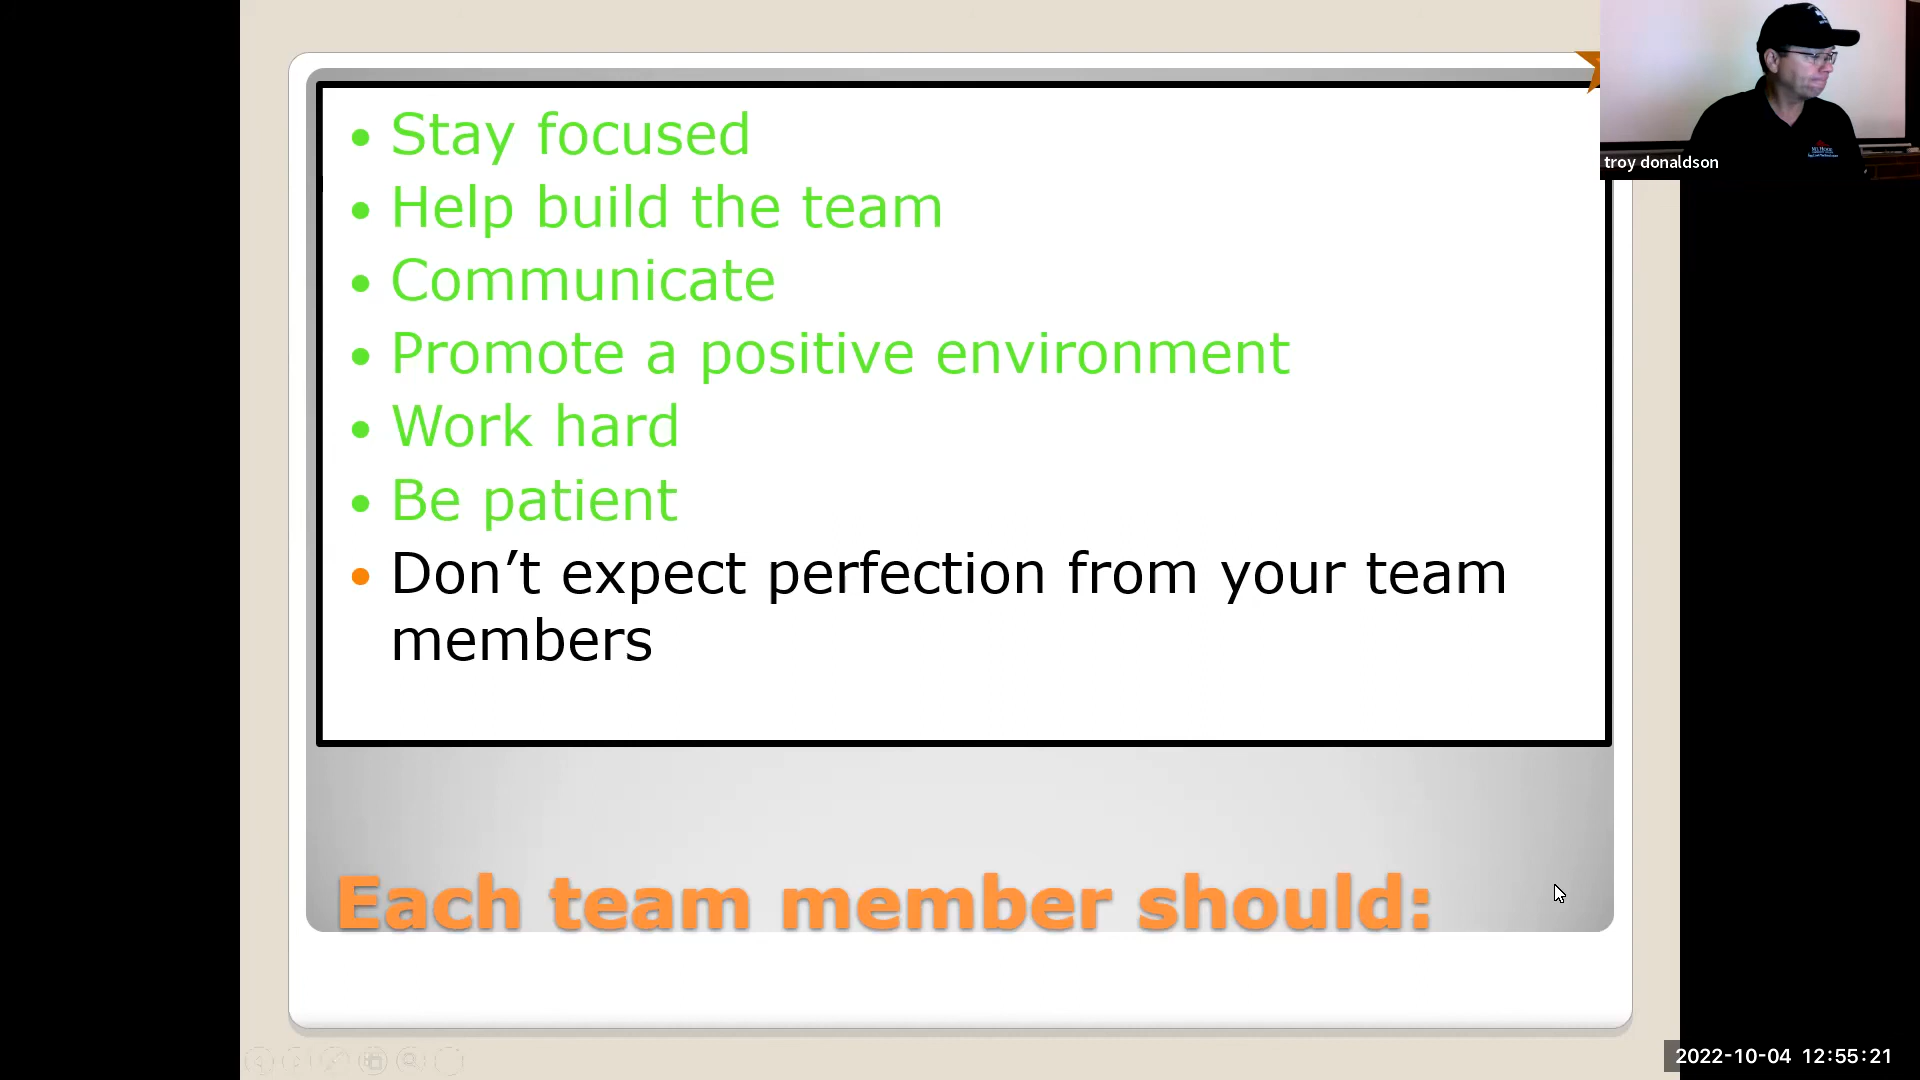 • Stay focused
• Help build the team
• Communicate
• Promote a positive environment
• Work hard
• Be patient
• Don’t expect perfection from your team
members
Each team member should:
troy donaldson
2022-10-04 12:55:21